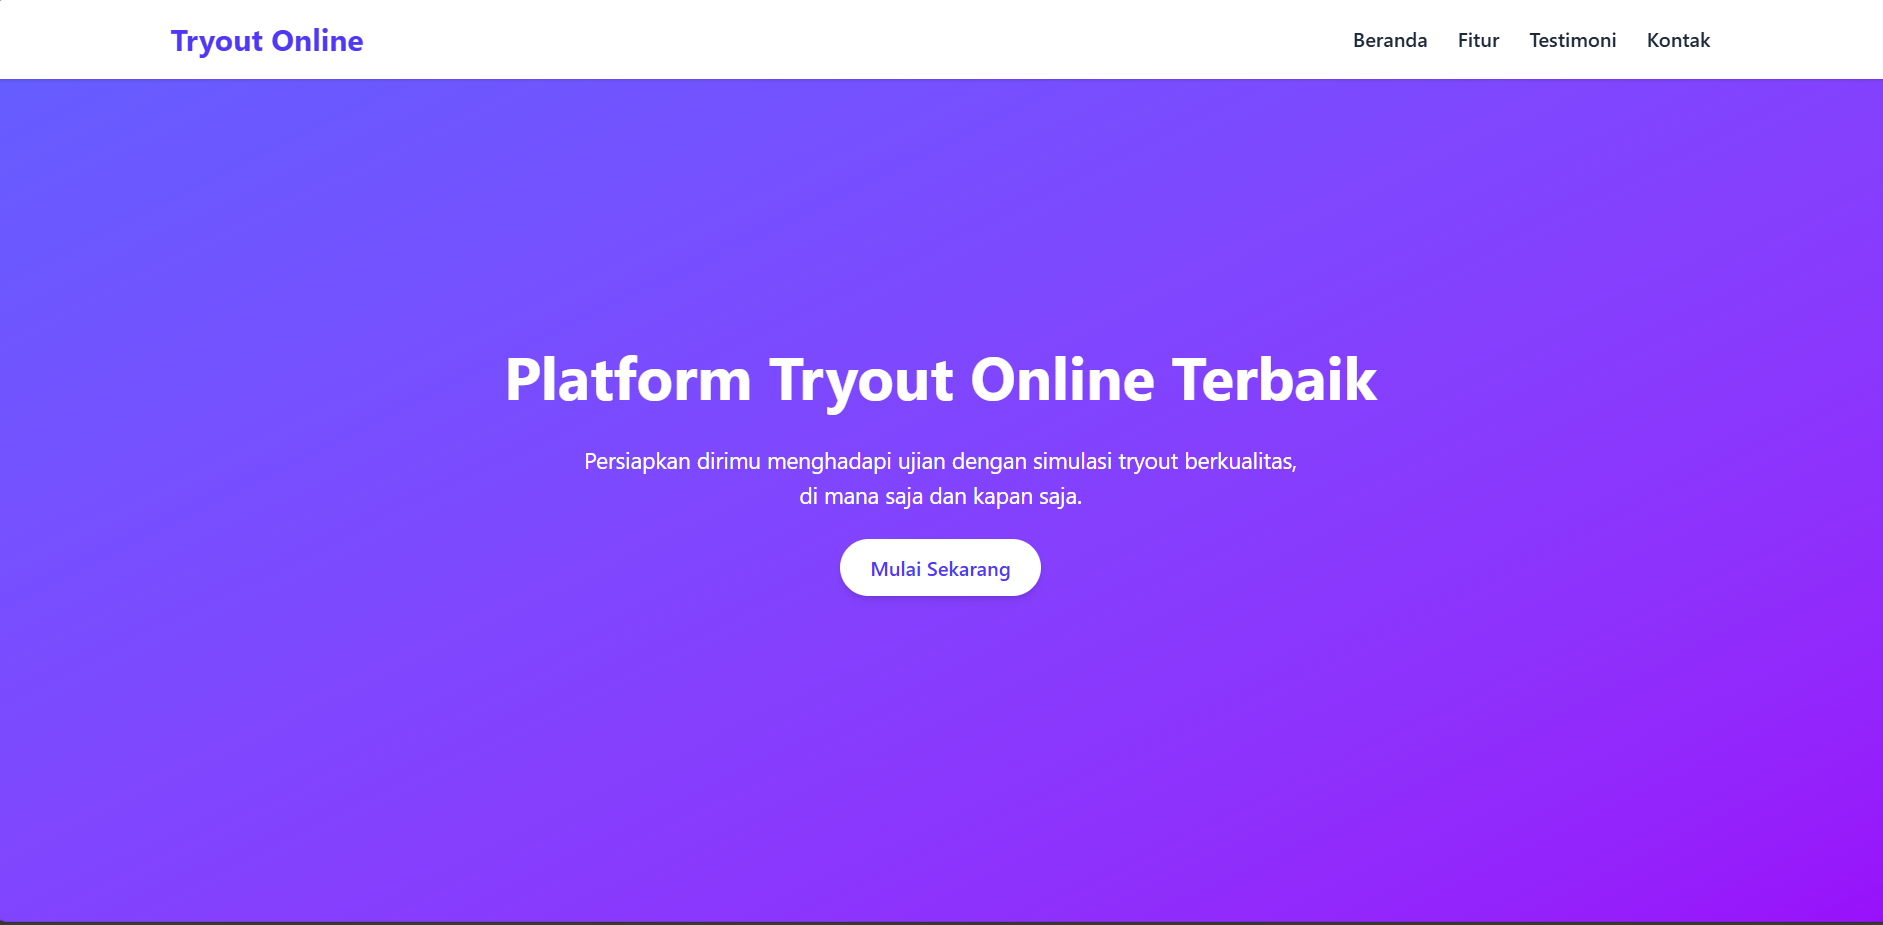 Tryout Online
Beranda Fitur Testimoni Kontak
Platform Tryout Online Terbaik
Persiapkan dirimu menghadapi ujian dengan simulasi tryout berkualitas,
di mana saja dan kapan saja.
Mulai Sekarang